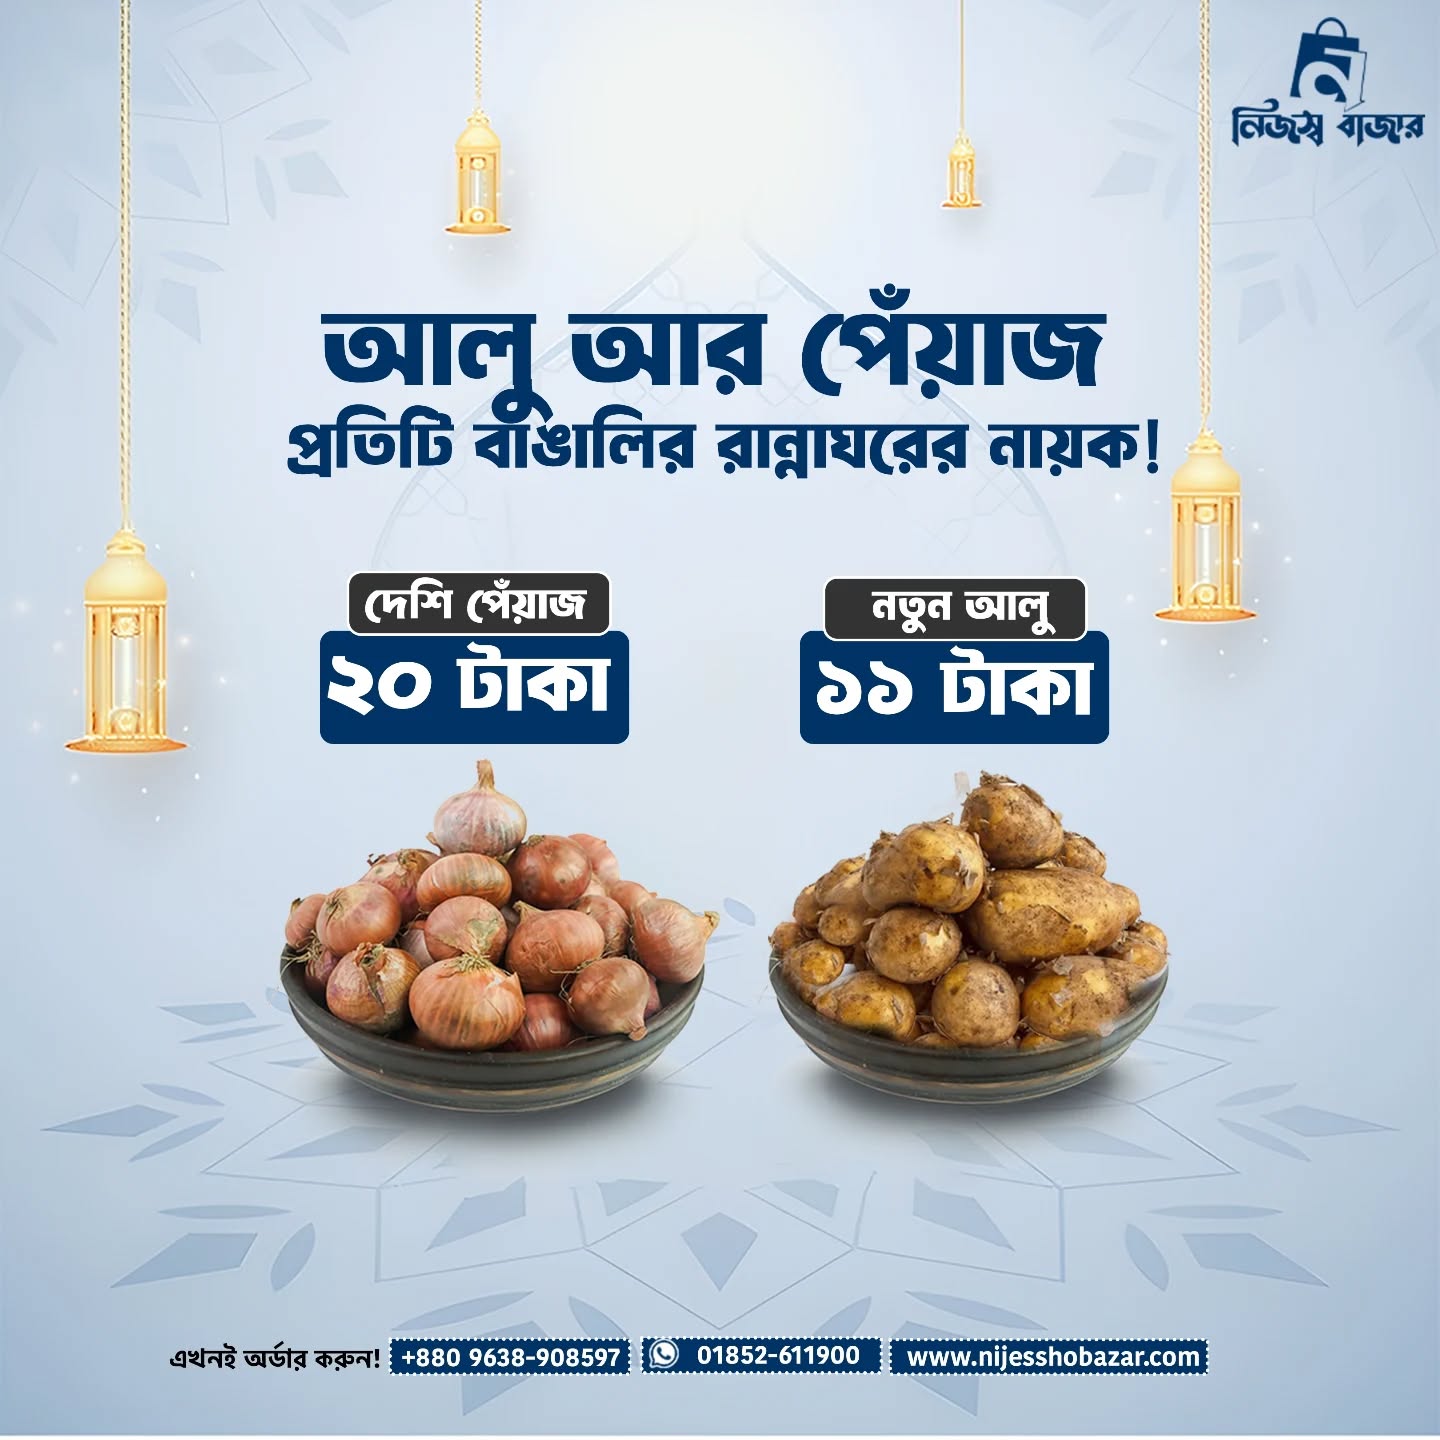 নিজস্ব বাজার
আলু আর পেঁয়াজ
প্রতিটি বাঙালির রান্নাঘরের নায়ক!
দেশি পেঁয়াজ
২০ টাকা
নতুন আলু
১১ টাকা
এখনই অর্ডার করুন! +880 9638-908597 01852-611900 www.nijesshobazar.com